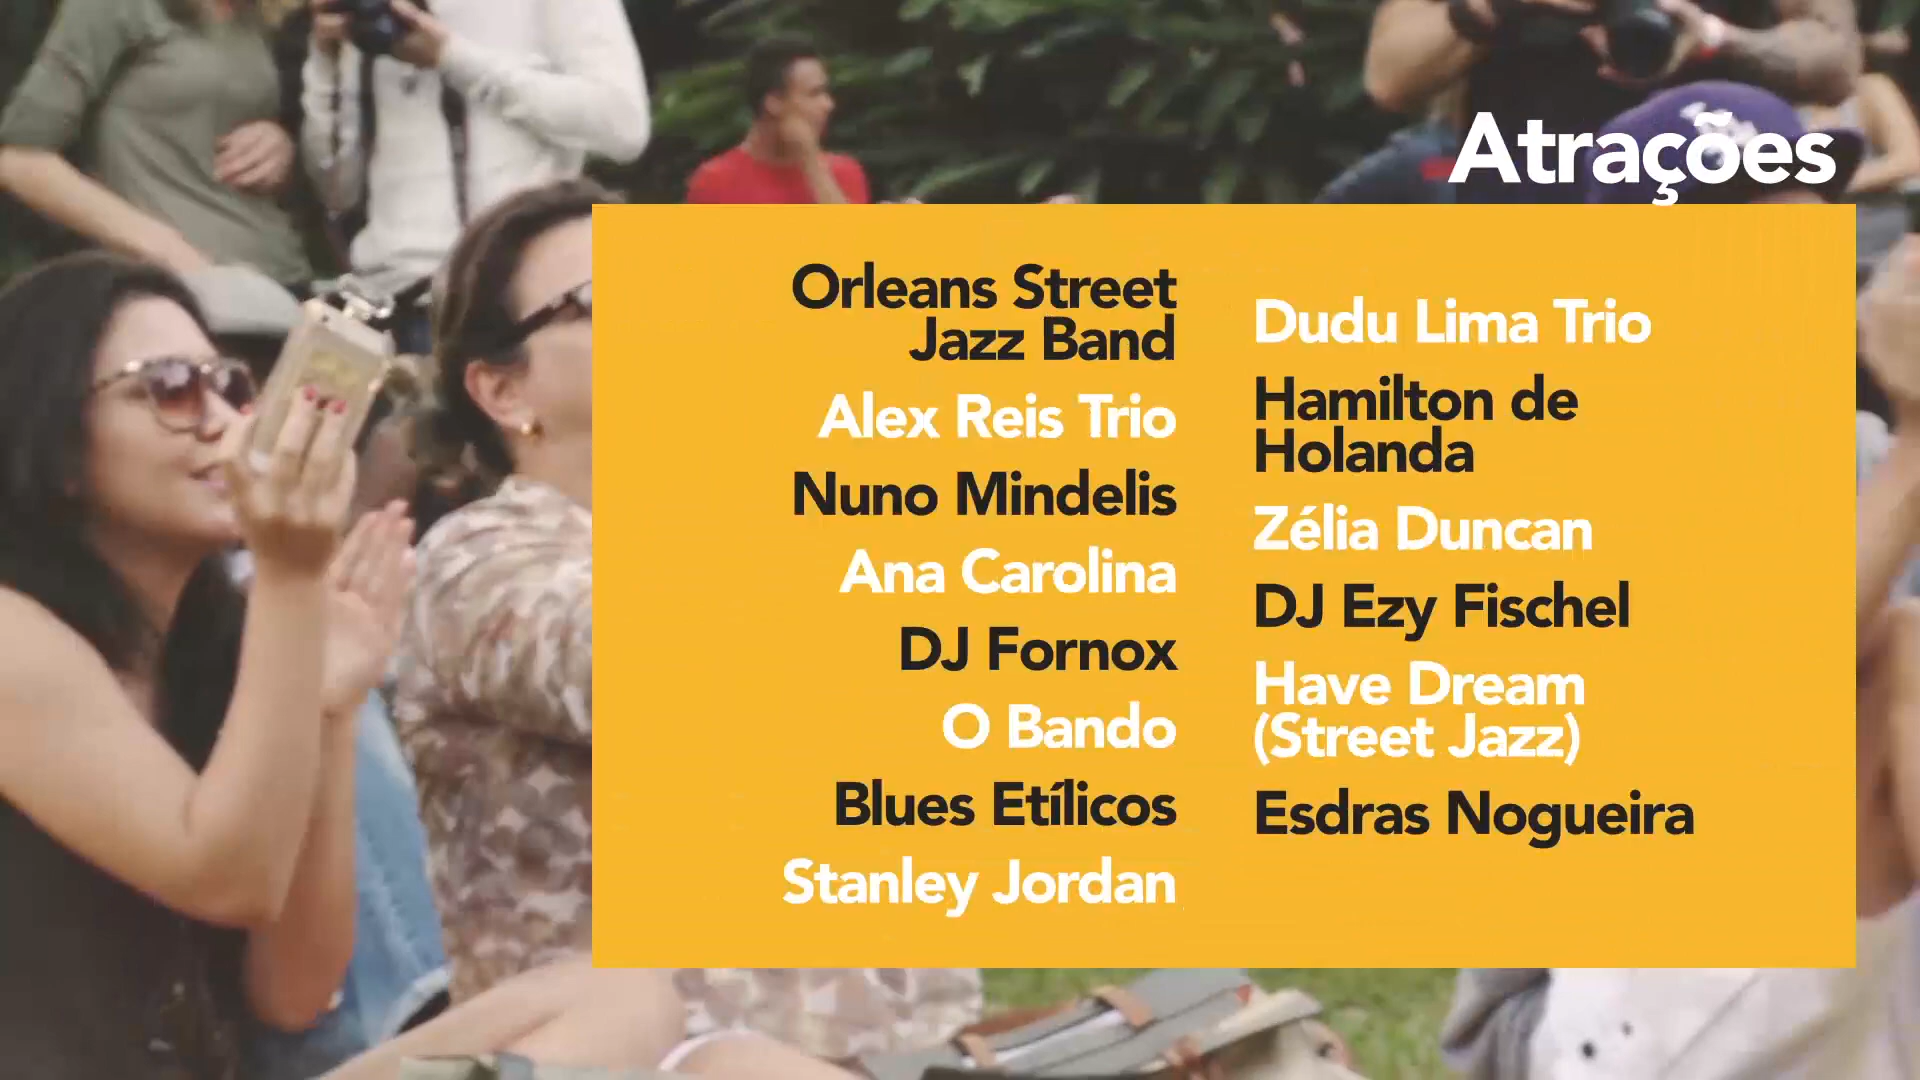 Atrações
Orleans Street
Jazz Band
Alex Reis Trio
Nuno Mindelis
Ana Carolina
DJ Fornox
O Bando
Blues Etílicos
Stanley Jordan
Dudu Lima Trio
Hamilton de
Holanda
Zélia Duncan
DJ Ezy Fischel
Have Dream
(Street Jazz)
Esdras Nogueira